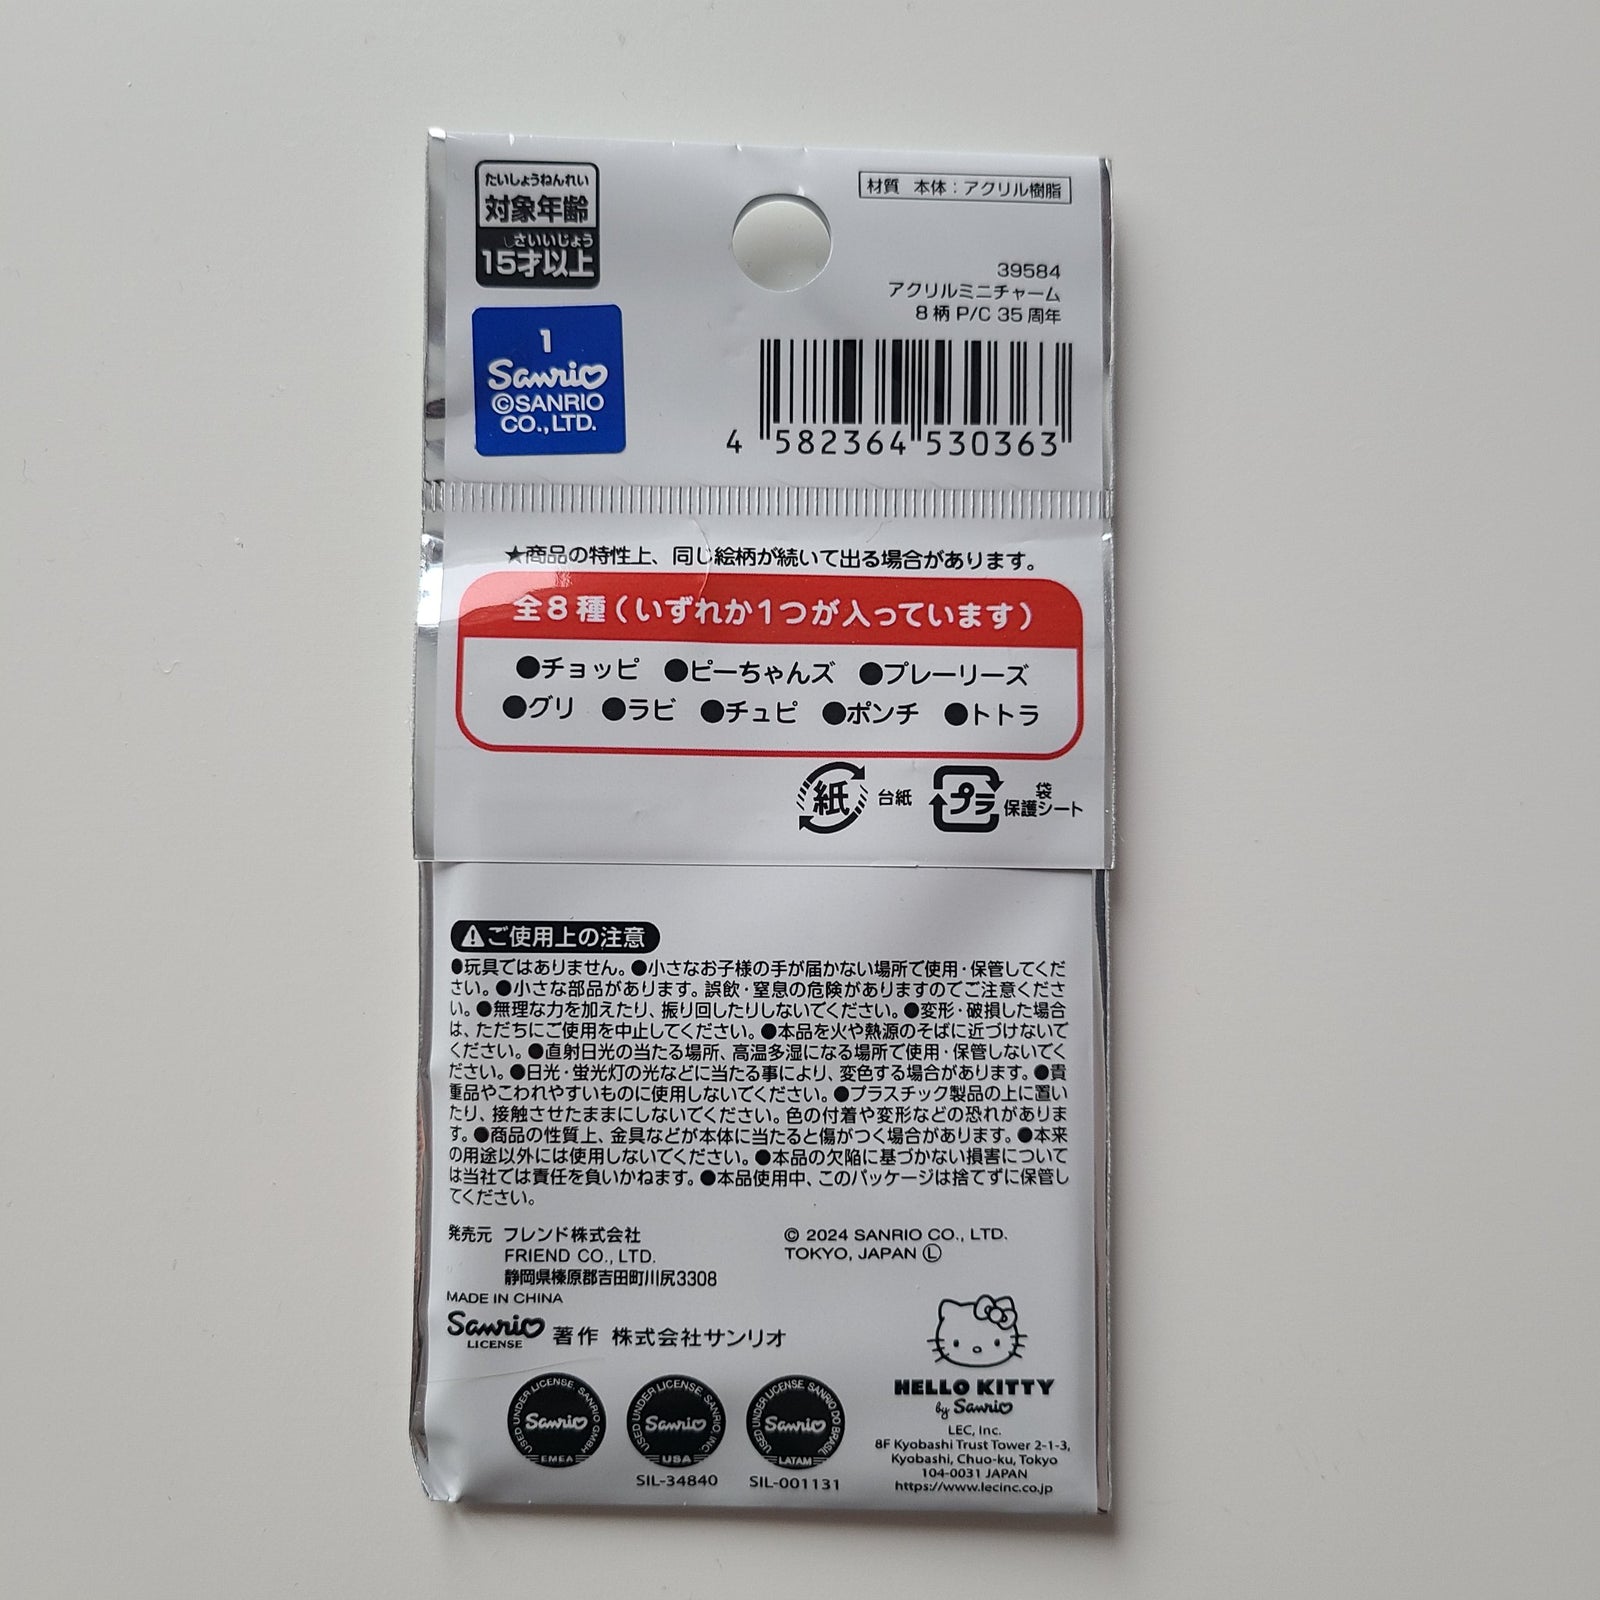 たいしょうねんれい
対象年齢
さいいじょう
15才以上
材質 本体:アクリル樹脂
39584
アクリルミニチャーム
8柄 P/C 35周年
1
Sanrio
©SANRIO
CO.,LTD.
4 582364 530363
★商品の特性上、同じ絵柄が続いて出る場合があります。
全8種(いずれか1つが入っています)
●チョッピ ●ピーちゃんズ ●プレーリーズ
●グリ ●ラビ ●チュピ ●ポンチ ●トトラ
紙 台紙 プラ 袋
保護シート
ご使用上の注意
●玩具ではありません。●小さなお子様の手が届かない場所で使用・保管してくだ
さい。●小さな部品があります。誤飲・窒息の危険がありますのでご注意くださ
い。●無理な力を加えたり、振り回したりしないでください。●変形・破損した場合
は、ただちにご使用を中止してください。●本品を火や熱源のそばに近づけないで
ください。●直射日光の当たる場所、高温多湿になる場所で使用・保管しないでく
ださい。●日光・蛍光灯の光などに当たる事により、変色する場合があります。●貴
重品やこわれやすいものに使用しないでください。●プラスチック製品の上に置い
たり、接触させたままにしないでください。色の付着や変形などの恐れがありま
す。●商品の性質上、金具などが本体に当たると傷がつく場合があります。●本来
の用途以外には使用しないでください。●本品の欠陥に基づかない損害について
は当社では責任を負いかねます。●本品使用中、このパッケージは捨てずに保管し
てください。
発売元 フレンド株式会社
FRIEND CO., LTD.
静岡県榛原郡吉田町川尻3308
MADE IN CHINA
© 2024 SANRIO CO., LTD.
TOKYO, JAPAN Ⓛ
Sanrio
LICENSE
著作 株式会社サンリオ
USED UNDER LICENSE, SANRIO GMBH
Sanrio
EMEA
USED UNDER LICENSE, SANRIO, INC.
Sanrio
USA
SIL-34840
USED UNDER LICENSE, SANRIO DO BRASIL
Sanrio
LATAM
SIL-001131
HELLO KITTY
by Sanrio
LEC, Inc.
8F Kyobashi Trust Tower 2-1-3,
Kyobashi, Chuo-ku, Tokyo
104-0031 JAPAN
https://www.lecinc.co.jp